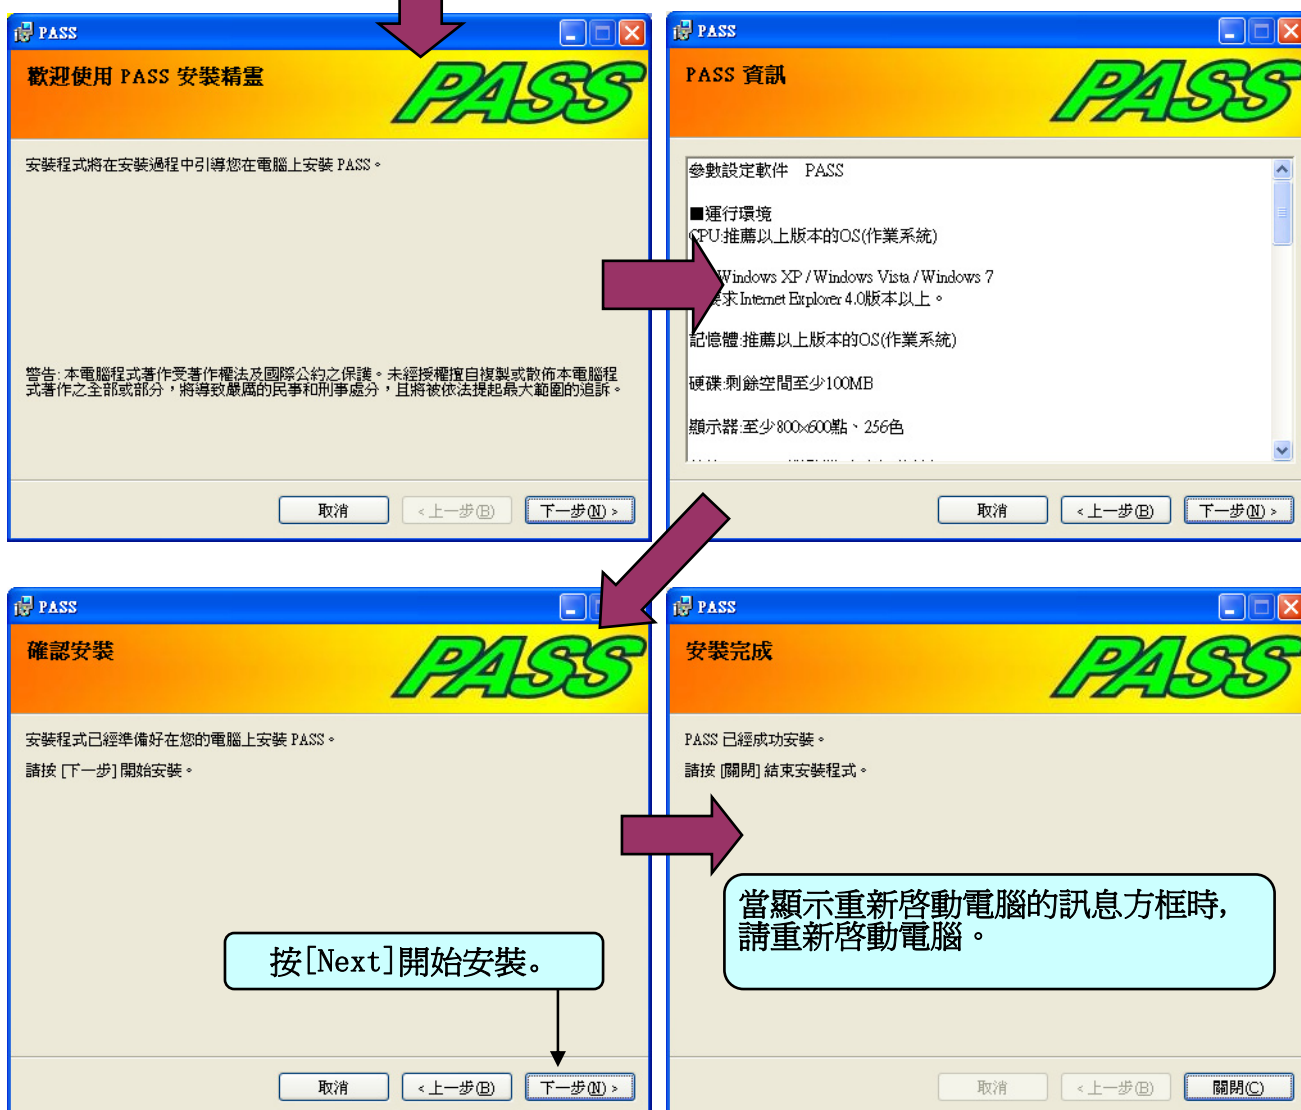 PASS
歡迎使用 PASS 安裝精靈
PASS
安裝程式將在安裝過程中引導您在電腦上安裝 PASS。
警告: 本電腦程式著作受著作權法及國際公約之保護。未經授權擅自複製或散佈本電腦程
式著作之全部或部分，將導致嚴厲的民事和刑事處分，且將被依法提起最大範圍的追訴。
取消
<上一步(B)
下一步(N) >
PASS
PASS 資訊
PASS
參數設定軟件　PASS
■運行環境
CPU:推薦以上版本的OS(作業系統)
Windows XP / Windows Vista / Windows 7
求Internet Explorer 4.0版本以上。
記憶體:推薦以上版本的OS(作業系統)
硬碟:剩餘空間至少100MB
顯示器:至少800x600點、256色
取消
<上一步(B)
下一步(N) >
PASS
確認安裝
PASS
安裝程式已經準備好在您的電腦上安裝 PASS。
請按 [下一步] 開始安裝。
按[Next]開始安裝。
取消
<上一步(B)
下一步(N) >
PASS
安裝完成
PASS
PASS 已經成功安裝。
請按 [關閉] 結束安裝程式。
當顯示重新啓動電腦的訊息方框時,
請重新啓動電腦。
取消
<上一步(B)
關閉(C)